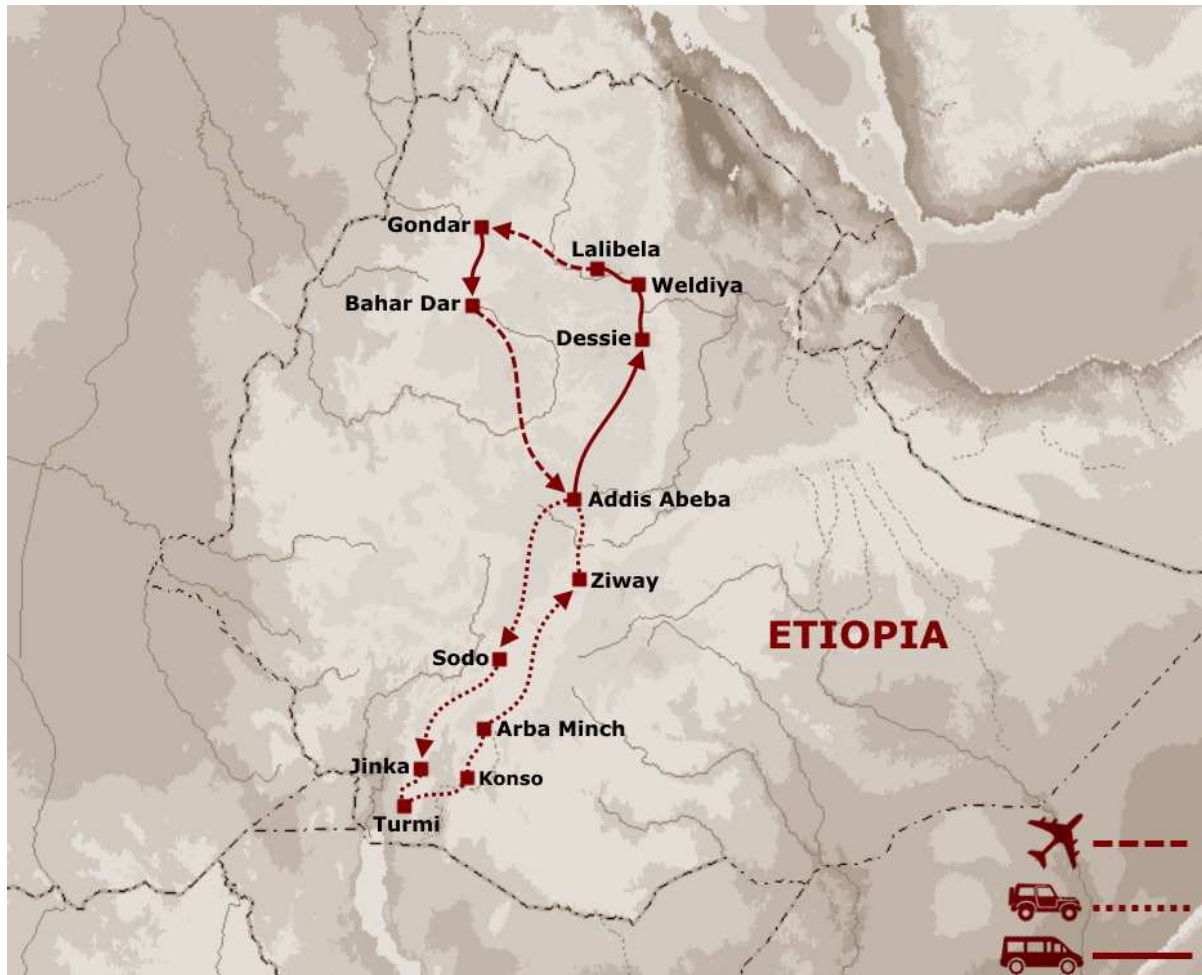 Gondar
Lalibela
Weldiya
Bahar Dar
Dessie
Addis Abeba
Ziway
ETIOPIA
Sodo
Arba Minch
Jinka
Konso
Turmi